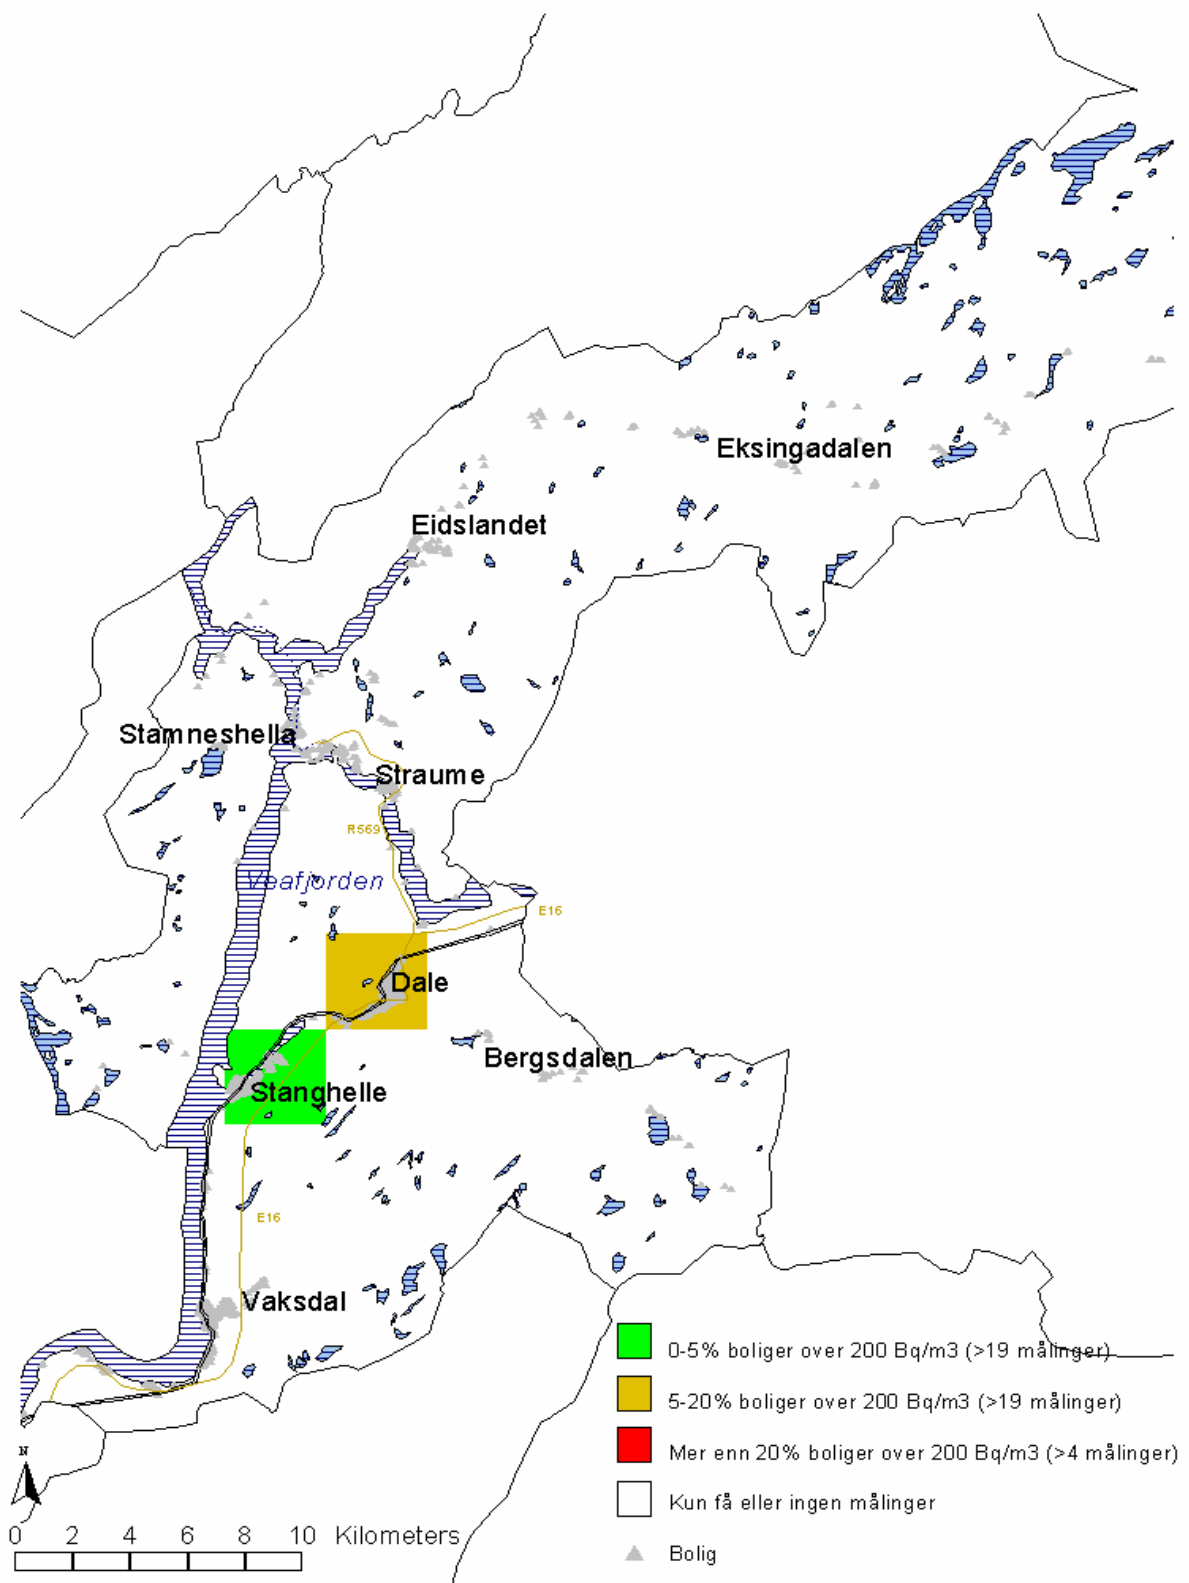 Eksingadalen
Eidslandet
Stamneshella
Straume
R569
Veafjorden
E16
Dale
Bergsdalen
Stanghelle
E16
Vaksdal
0-5% boliger over 200 Bq/m3 (>19 målinger)
5-20% boliger over 200 Bq/m3 (>19 målinger)
Mer enn 20% boliger over 200 Bq/m3 (>4 målinger)
Kun få eller ingen målinger
Bolig
N
0 2 4 6 8 10 Kilometers